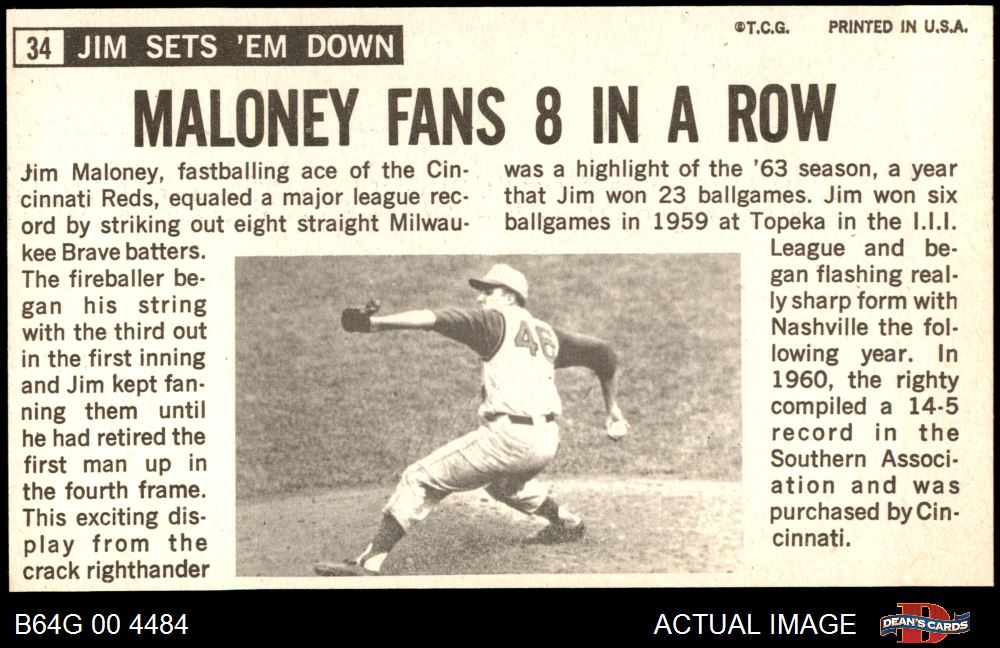 34 JIM SETS 'EM DOWN
©T.C.G. PRINTED IN U.S.A.
MALONEY FANS 8 IN A ROW
Jim Maloney, fastballing ace of the Cin-
cinnati Reds, equaled a major league rec-
ord by striking out eight straight Milwau-
kee Brave batters.
The fireballer be-
gan his string
with the third out
in the first inning
and Jim kept fan-
ning them until
he had retired the
first man up in
the fourth frame.
This exciting dis-
play from the
crack righthander
was a highlight of the '63 season, a year
that Jim won 23 ballgames. Jim won six
ballgames in 1959 at Topeka in the I.I.I.
League and be-
gan flashing real-
ly sharp form with
Nashville the fol-
lowing year. In
1960, the righty
compiled a 14-5
record in the
Southern Associ-
ation and was
purchased by Cin-
cinnati.
46
B64G 00 4484
ACTUAL IMAGE
D
DEAN'S CARDS